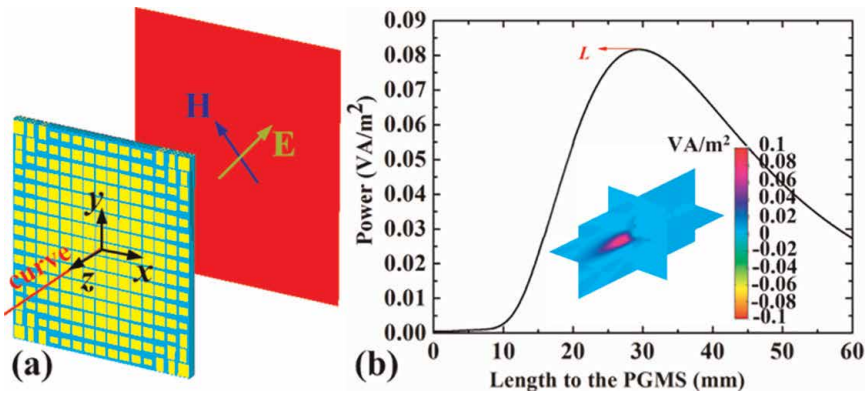 H
E
y
x
z
curve
(a)
(b)
Power (VA/m²)
0.09
0.08
0.07
0.06
0.05
0.04
0.03
0.02
0.01
0.00
L
VA/m²
0.1
0.08
0.06
0.04
0.02
0
-0.02
-0.04
-0.06
-0.08
-0.1
0 10 20 30 40 50 60
Length to the PGMS (mm)